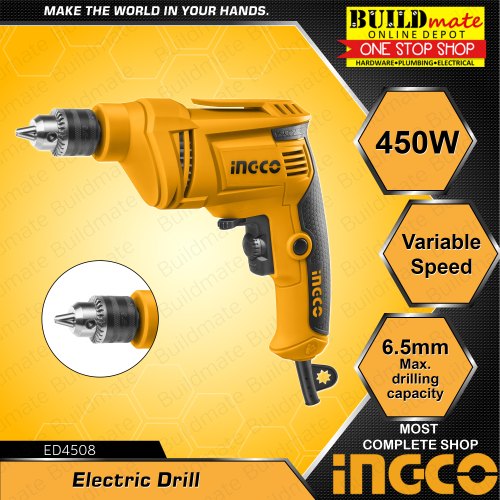 MAKE THE WORLD IN YOUR HANDS.
BUILDmate
ONLINE DEPOT
ONE STOP SHOP
HARDWARE•PLUMBING•ELECTRICAL
450W
INGCO
Variable
Speed
INGCO
6.5mm
Max.
drilling
capacity
ED4508
Electric Drill
MOST
COMPLETE SHOP
INGCO
Buildmate